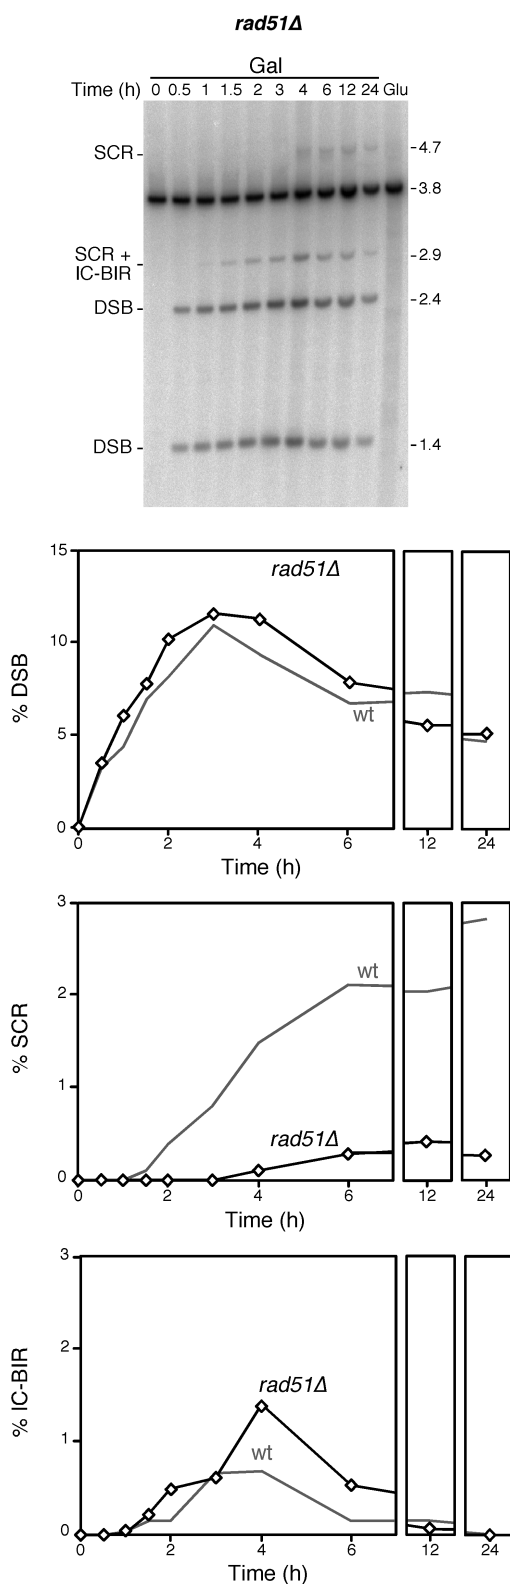 rad51Δ
Gal
Time (h) 0 0.5 1 1.5 2 3 4 6 12 24 Glu
SCR - - 4.7
- 3.8
SCR +
IC-BIR - - 2.9
DSB - - 2.4
DSB - - 1.4
15
rad51Δ
10
% DSB
wt
5
0
0 2 4 6 12 24
Time (h)
3
wt
2
% SCR
1
rad51Δ
0
0 2 4 6 12 24
Time (h)
3
2
% IC-BIR
rad51Δ
1
wt
0
0 2 4 6 12 24
Time (h)